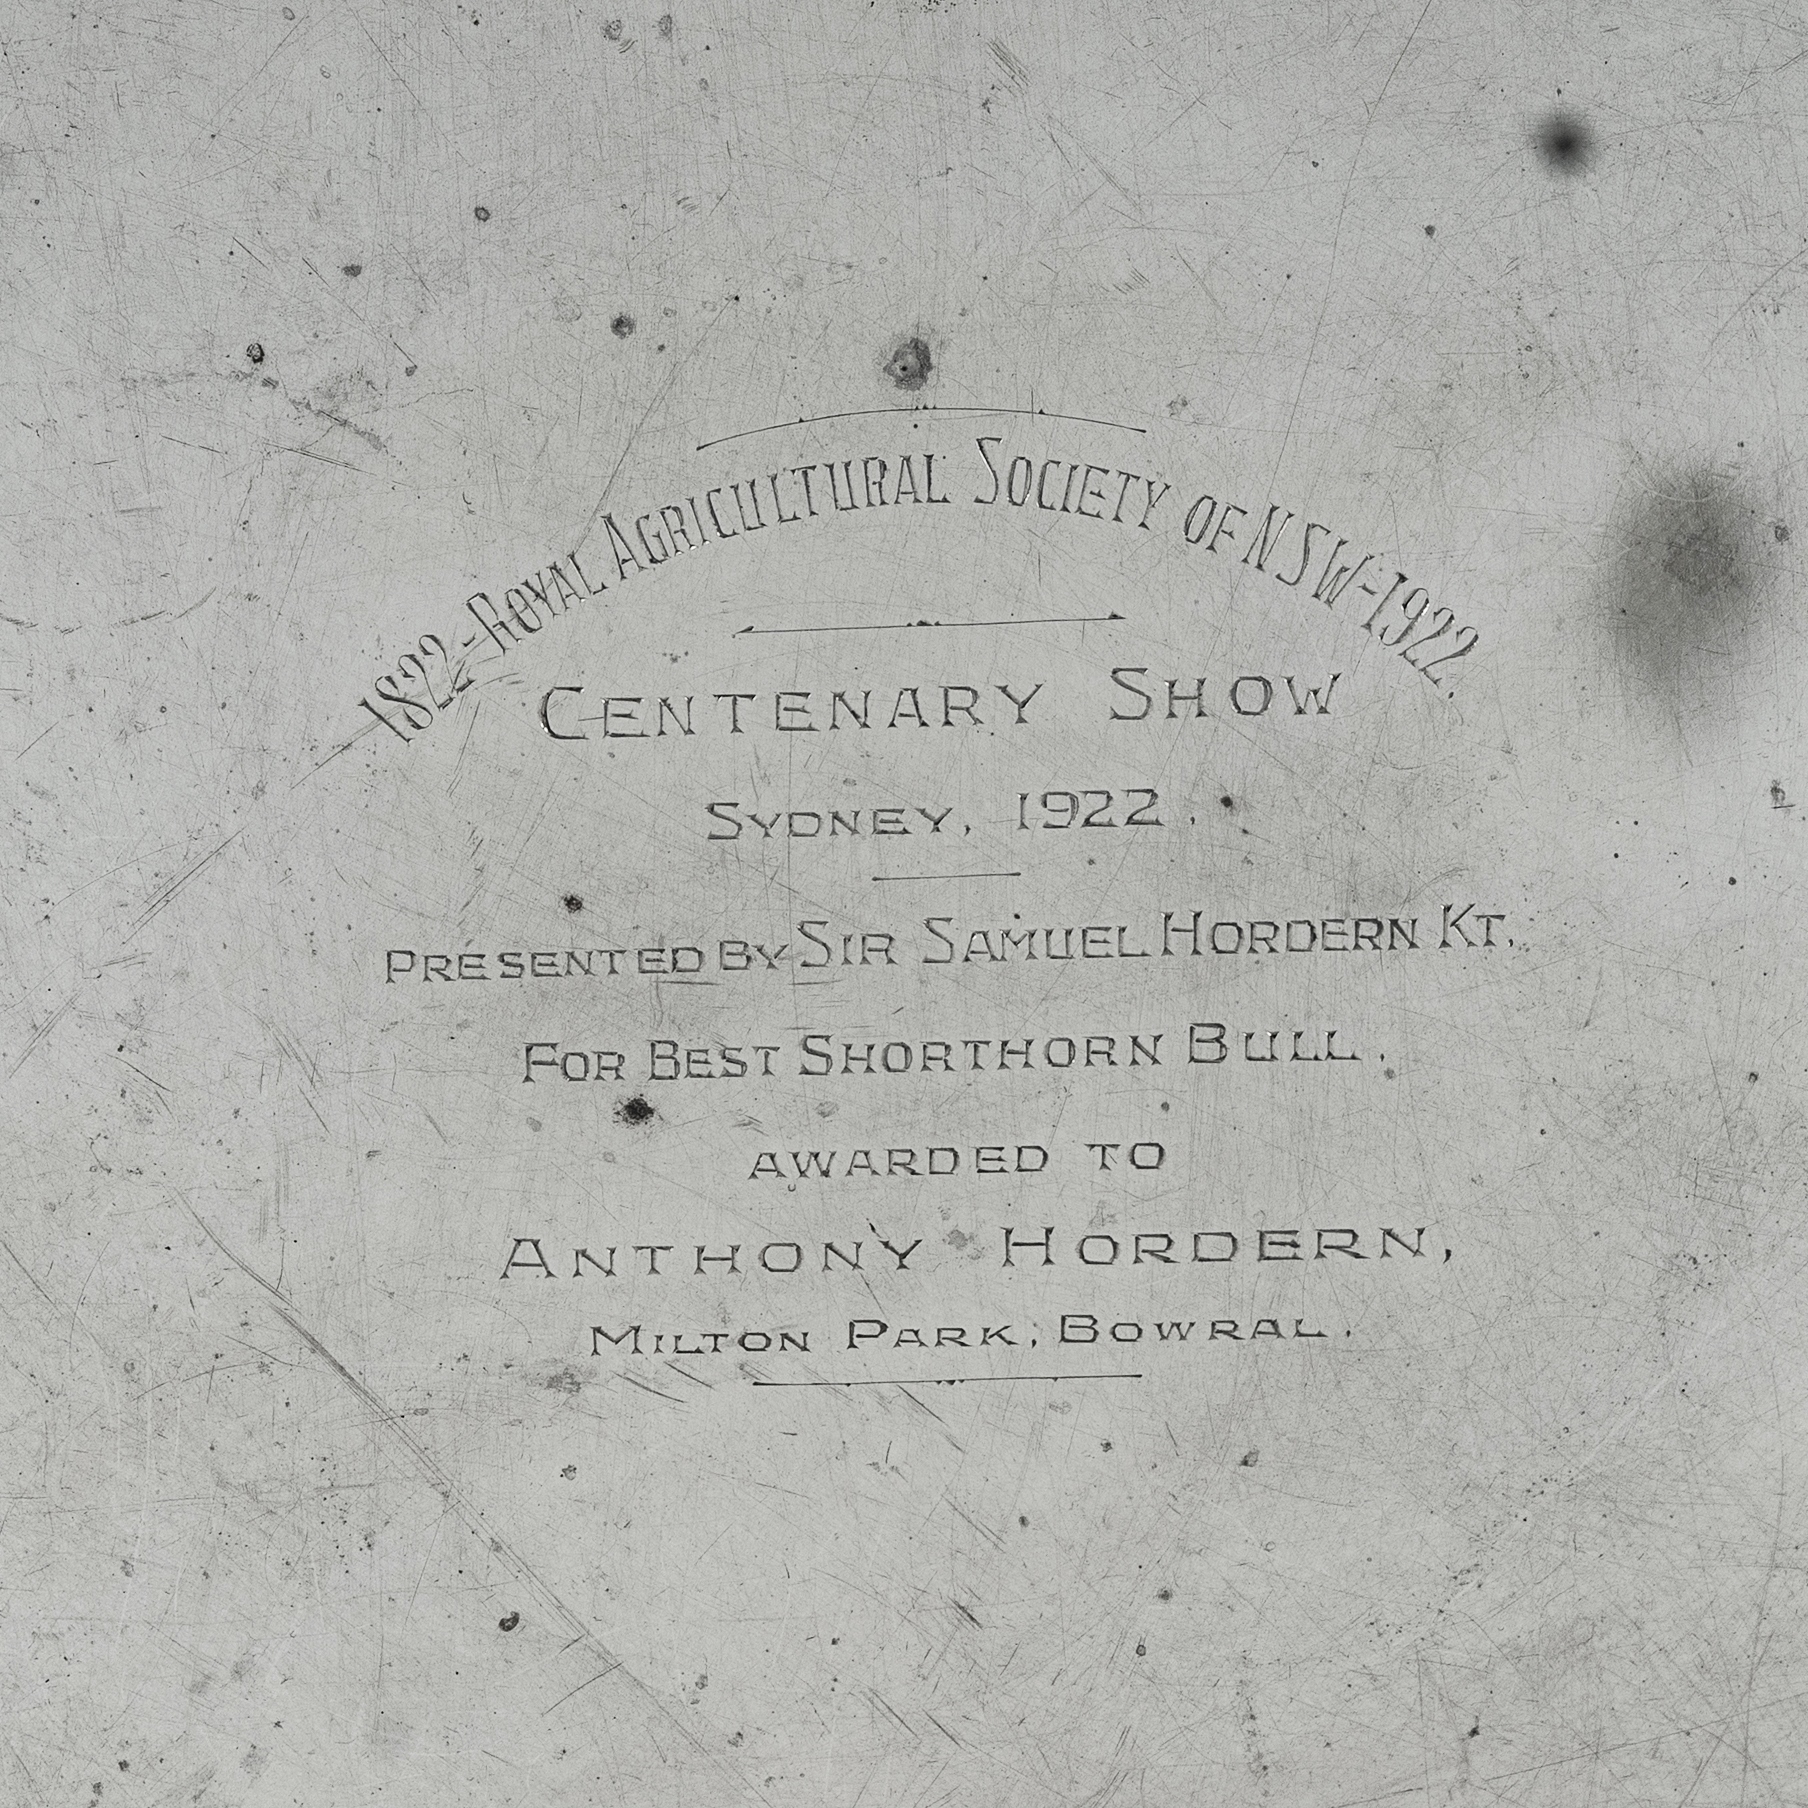 1822-ROYAL AGRICULTURAL SOCIETY OF NSW-1922.
CENTENARY SHOW
SYDNEY, 1922.
PRESENTED BY SIR SAMUEL HORDERN KT.
FOR BEST SHORTHORN BULL.
AWARDED TO
ANTHONY HORDERN,
MILTON PARK, BOWRAL.